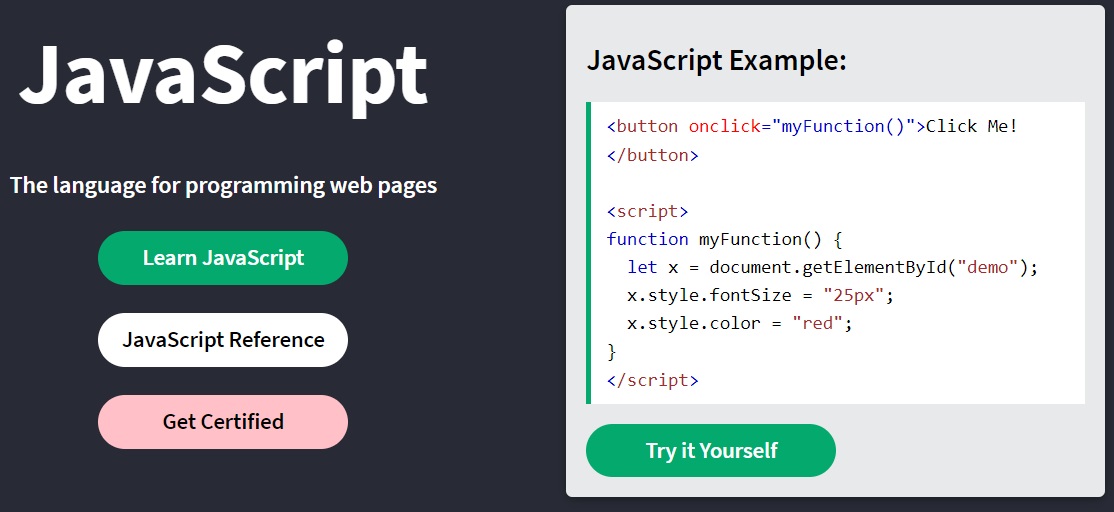 JavaScript
The language for programming web pages
Learn JavaScript
JavaScript Reference
Get Certified
JavaScript Example:
<button onclick="myFunction()">Click Me!
</button>
<script>
function myFunction() {
  let x = document.getElementById("demo");
  x.style.fontSize = "25px";
  x.style.color = "red";
}
</script>
Try it Yourself